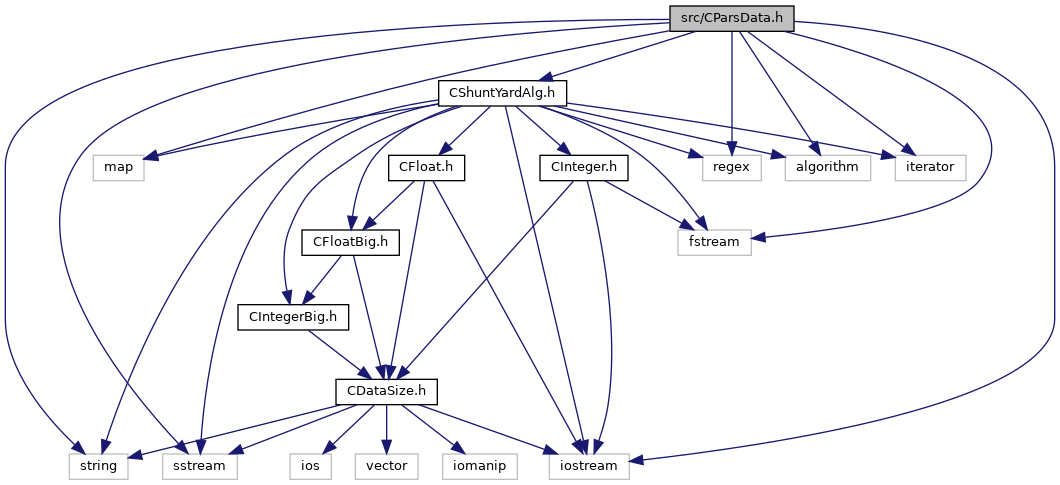 src/CParsData.h
CShuntYardAlg.h
map
CFloat.h
CInteger.h
regex
algorithm
iterator
CFloatBig.h
fstream
CIntegerBig.h
CDataSize.h
string
sstream
ios
vector
iomanip
iostream